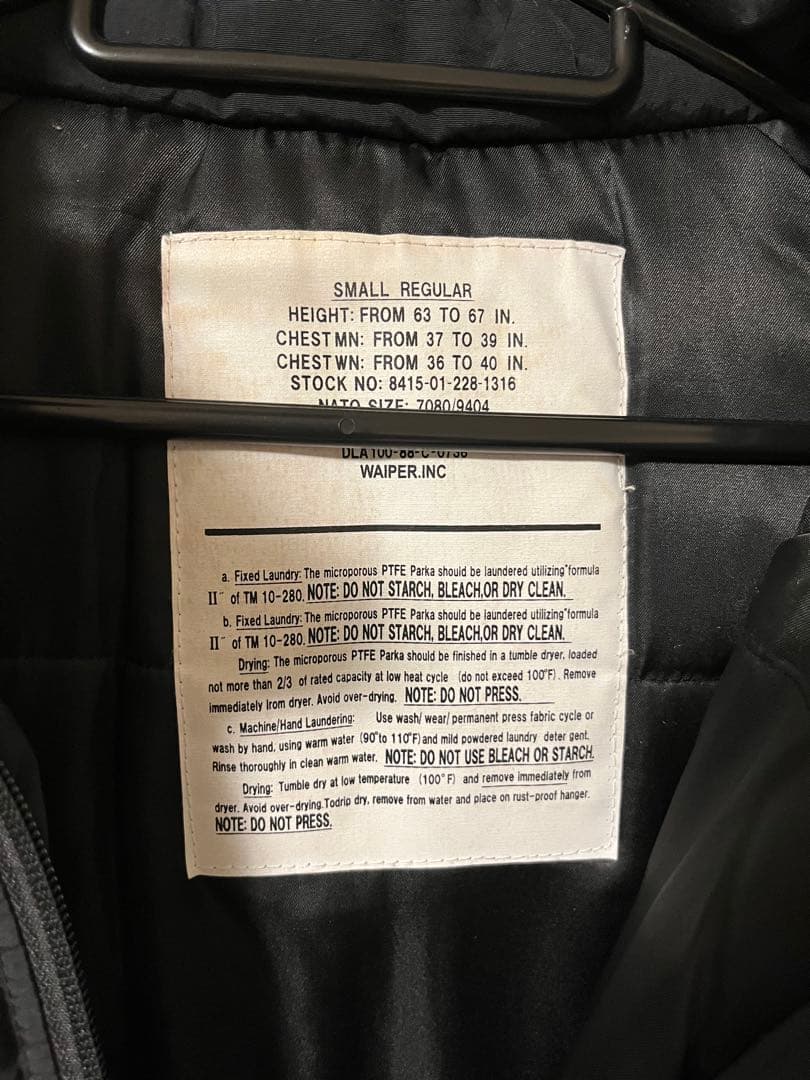 SMALL REGULAR
HEIGHT: FROM 63 TO 67 IN.
CHEST MN: FROM 37 TO 39 IN.
CHEST WN: FROM 36 TO 40 IN.
STOCK NO: 8415-01-228-1316
NATO SIZE: 7080/9404
DLA100-88-C-0736
WAIPER.INC
a. Fixed Laundry: The microporous PTFE Parka should be laundered utilizing"formula
II" of TM 10-280. NOTE: DO NOT STARCH, BLEACH,OR DRY CLEAN.
b. Fixed Laundry: The microporous PTFE Parka should be laundered utilizing"formula
II" of TM 10-280. NOTE: DO NOT STARCH, BLEACH,OR DRY CLEAN.
Drying: The microporous PTFE Parka should be finished in a tumble dryer, loaded
not more than 2/3 of rated capacity at low heat cycle (do not exceed 100°F). Remove
immediately Irom dryer. Avoid over-drying. NOTE: DO NOT PRESS.
c. Machine/Hand Laundering: Use wash/ wear/ permanent press fabric cycle or
wash by hand, using warm water (90°to 110°F)and mild powdered laundry deter gent.
Rinse thoroughly in clean warm water. NOTE: DO NOT USE BLEACH OR STARCH.
Drying: Tumble dry at low temperature (100°F) and remove immediately from
dryer. Avoid over-drying.Todrip dry, remove from water and place on rust-proof hanger.
NOTE: DO NOT PRESS.